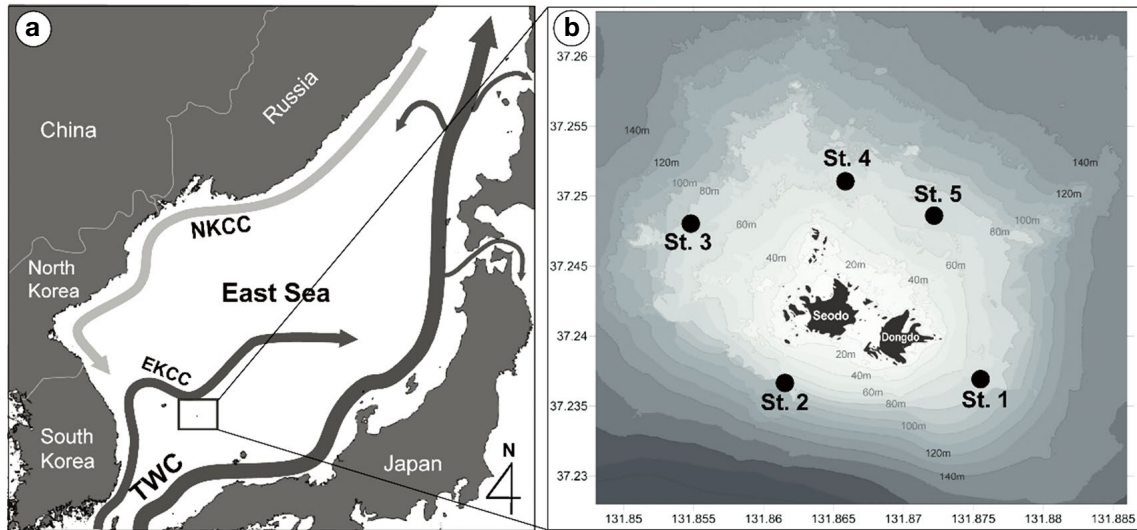 a
China
Russia
NKCC
North
Korea
East Sea
EKCC
South
Korea
TWC
Japan
N
b
37.26
37.255
37.25
37.245
37.24
37.235
37.23
140m
120m
100m
80m
60m
40m
20m
St. 4
St. 5
St. 3
140m
120m
100m
80m
60m
40m
Seodo
Dongdo
20m
40m
60m
80m
100m
120m
140m
St. 2
St. 1
131.85
131.855
131.86
131.865
131.87
131.875
131.88
131.885